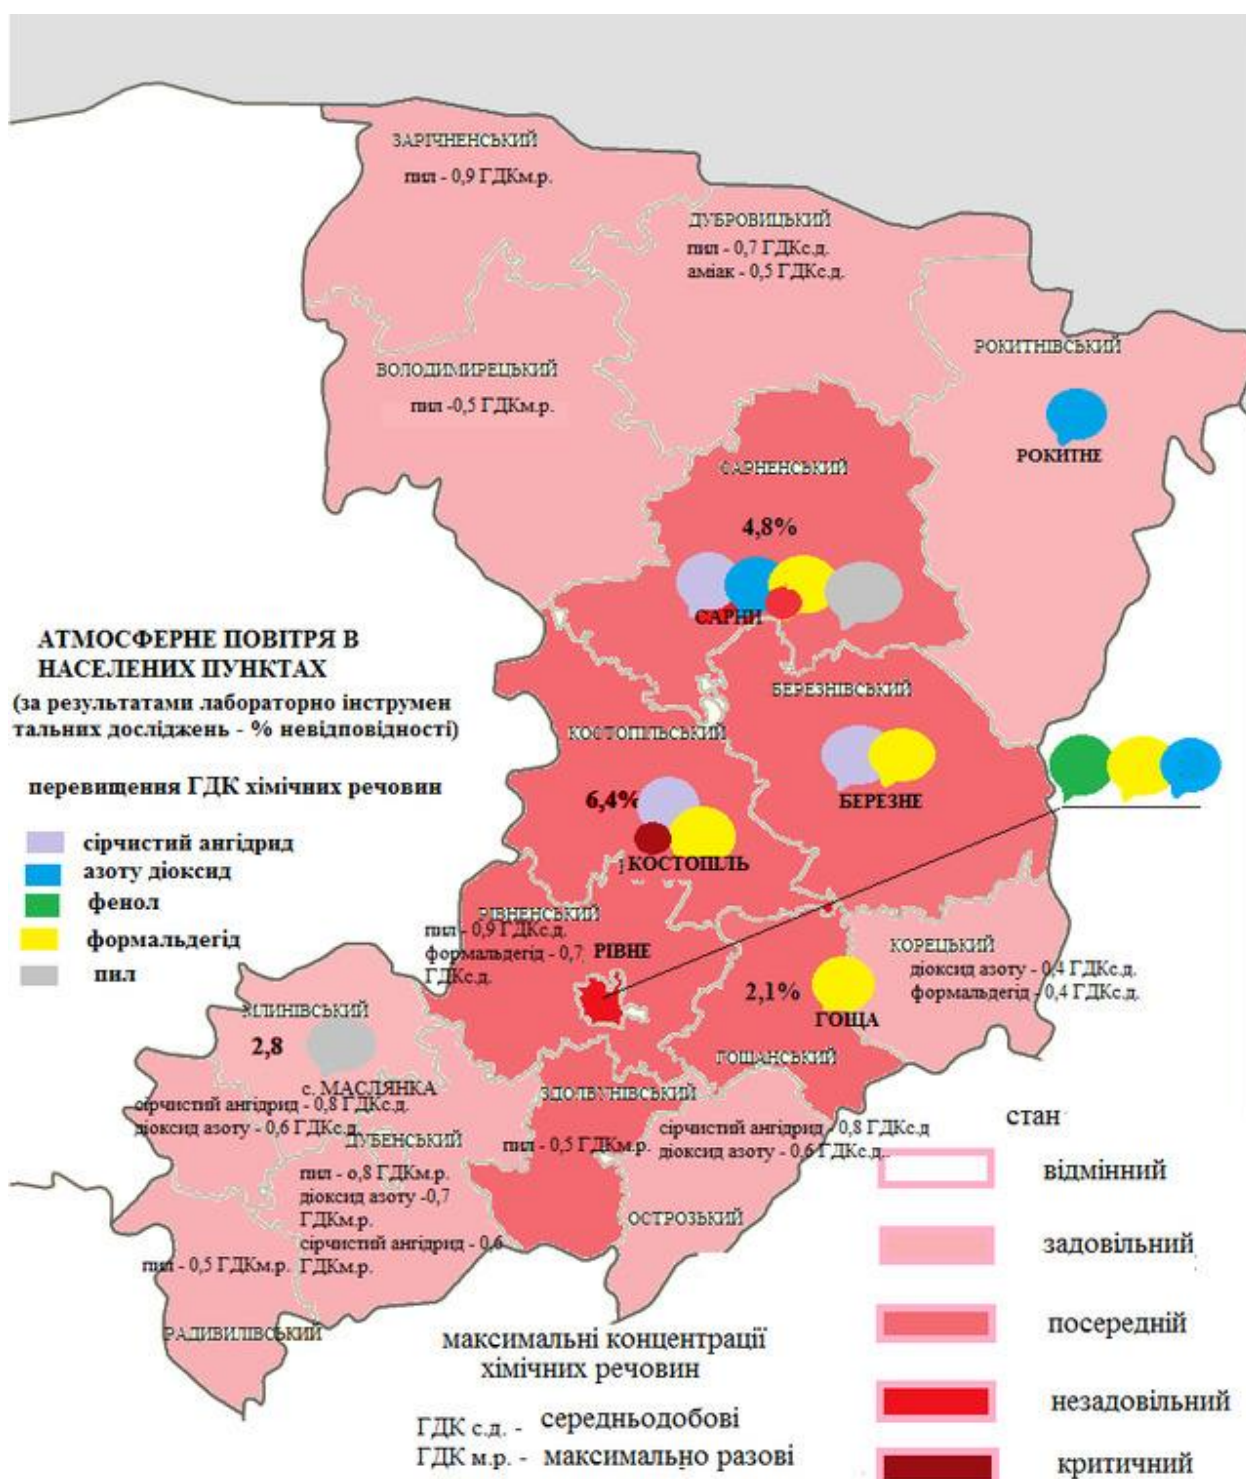 ЗАРІЧНЕНСЬКИЙ
пил - 0,9 ГДКм.р.
ДУБРОВИЦЬКИЙ
пил - 0,7 ГДКс.д.
аміак - 0,5 ГДКс.д.
РОКИТНІВСЬКИЙ
РОКИТНЕ
ВОЛОДИМИРЕЦЬКИЙ
пил -0,5 ГДКм.р.
САРНЕНСЬКИЙ
4,8%
САРНИ
АТМОСФЕРНЕ ПОВІТРЯ В
НАСЕЛЕНИХ ПУНКТАХ
(за результатами лабораторно інструмен
тальних досліджень - % невідповідності)
перевищення ГДК хімічних речовин
сірчистий ангідрид
азоту діоксид
фенол
формальдегід
пил
БЕРЕЗНІВСЬКИЙ
БЕРЕЗНЕ
КОСТОПІЛЬСЬКИЙ
6,4%
КОСТОПІЛЬ
РІВНЕНСЬКИЙ
пил - 0,9 ГДКс.д.
формальдегід - 0,7
ГДКс.д.
РІВНЕ
КОРЕЦЬКИЙ
діоксид азоту - 0,4 ГДКс.д.
формальдегід - 0,4 ГДКс.д.
2,1%
ГОЩА
ГОЩАНСЬКИЙ
МЛИНІВСЬКИЙ
2,8
с. МАСЛЯНКА
сірчистий ангідрид - 0,8 ГДКс.д.
діоксид азоту - 0,6 ГДКс.д.
ДУБЕНСЬКИЙ
пил - о,8 ГДКм.р.
діоксид азоту -0,7
ГДКм.р.
сірчистий ангідрид - 0,6
ГДКм.р.
ЗДОЛБУНІВСЬКИЙ
пил - 0,5 ГДКм.р.
сірчистий ангідрид - 0,8 ГДКс.д
діоксид азоту - 0,6 ГДКс.д..
ОСТРОЗЬКИЙ
пил - 0,5 ГДКм.р.
РАДИВИЛІВСЬКИЙ
стан
відмінний
задовільний
посередній
незадовільний
критичний
максимальні концентрації
хімічних речовин
ГДК с.д. - середньодобові
ГДК м.р. - максимально разові